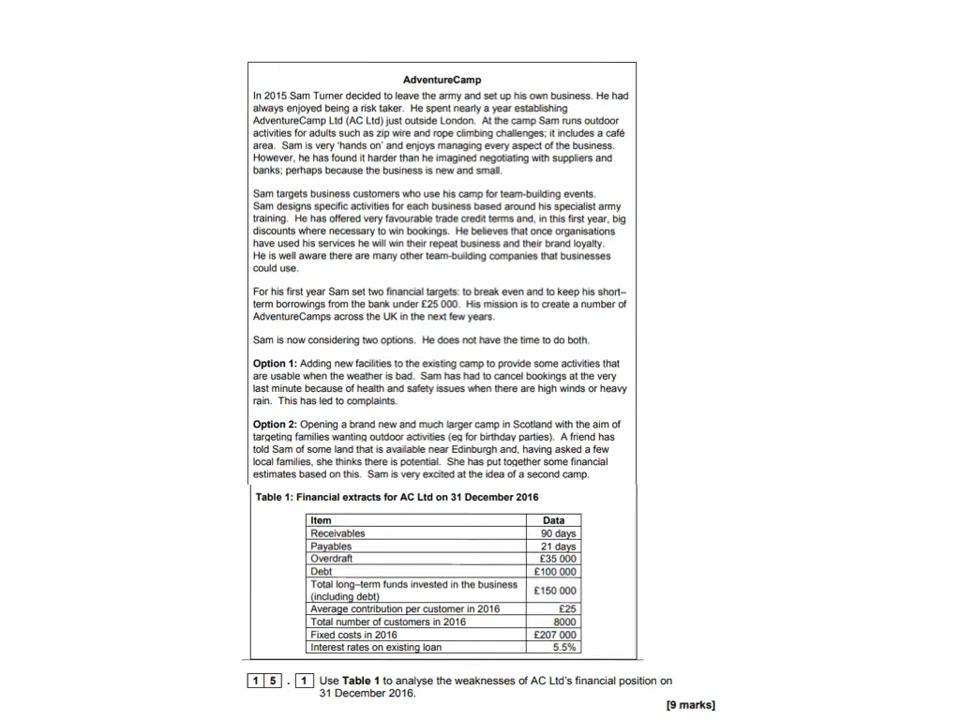 AdventureCamp
In 2015 Sam Turner decided to leave the army and set up his own business. He had
always enjoyed being a risk taker. He spent nearly a year establishing
AdventureCamp Ltd (AC Ltd) just outside London. At the camp Sam runs outdoor
activities for adults such as zip wire and rope climbing challenges; it includes a café
area. Sam is very 'hands on' and enjoys managing every aspect of the business.
However, he has found it harder than he imagined negotiating with suppliers and
banks; perhaps because the business is new and small.
Sam targets business customers who use his camp for team-building events.
Sam designs specific activities for each business based around his specialist army
training. He has offered very favourable trade credit terms and, in this first year, big
discounts where necessary to win bookings. He believes that once organisations
have used his services he will win their repeat business and their brand loyalty.
He is well aware there are many other team-building companies that businesses
could use.
For his first year Sam set two financial targets: to break even and to keep his short–
term borrowings from the bank under £25 000. His mission is to create a number of
AdventureCamps across the UK in the next few years.
Sam is now considering two options. He does not have the time to do both.
Option 1: Adding new facilities to the existing camp to provide some activities that
are usable when the weather is bad. Sam has had to cancel bookings at the very
last minute because of health and safety issues when there are high winds or heavy
rain. This has led to complaints.
Option 2: Opening a brand new and much larger camp in Scotland with the aim of
targeting families wanting outdoor activities (eg for birthday parties). A friend has
told Sam of some land that is available near Edinburgh and, having asked a few
local families, she thinks there is potential. She has put together some financial
estimates based on this. Sam is very excited at the idea of a second camp.
Table 1: Financial extracts for AC Ltd on 31 December 2016
Item Data
Receivables 90 days
Payables 21 days
Overdraft £35 000
Debt £100 000
Total long–term funds invested in the business
(including debt) £150 000
Average contribution per customer in 2016 £25
Total number of customers in 2016 8000
Fixed costs in 2016 £207 000
Interest rates on existing loan 5.5%
1 5 . 1 Use Table 1 to analyse the weaknesses of AC Ltd's financial position on
31 December 2016.
[9 marks]